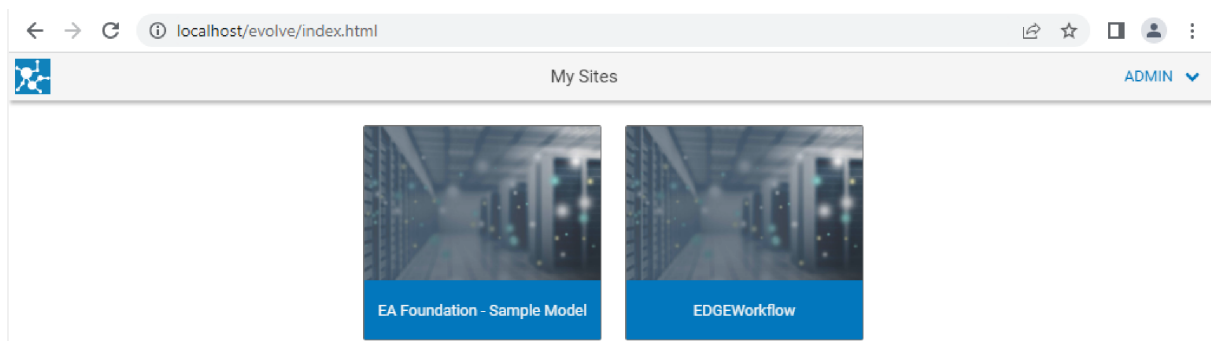 localhost/evolve/index.html
My Sites
ADMIN
EA Foundation - Sample Model
EDGEWorkflow